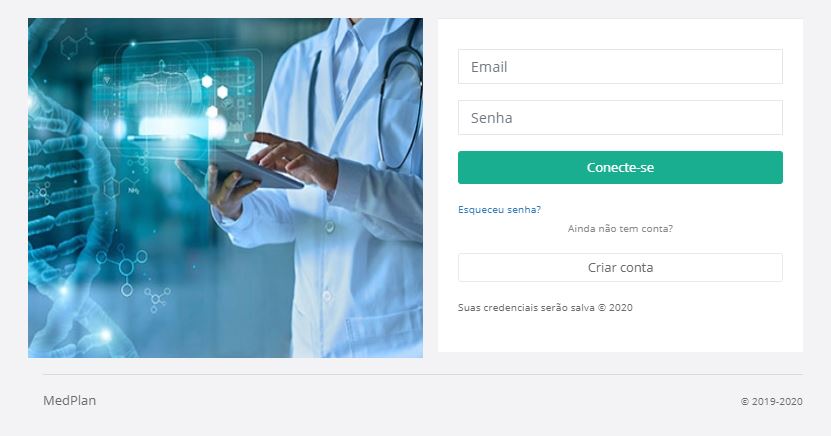 NH₂
Email
Senha
Conecte-se
Esqueceu senha?
Ainda não tem conta?
Criar conta
Suas credenciais serão salva © 2020
MedPlan
© 2019-2020